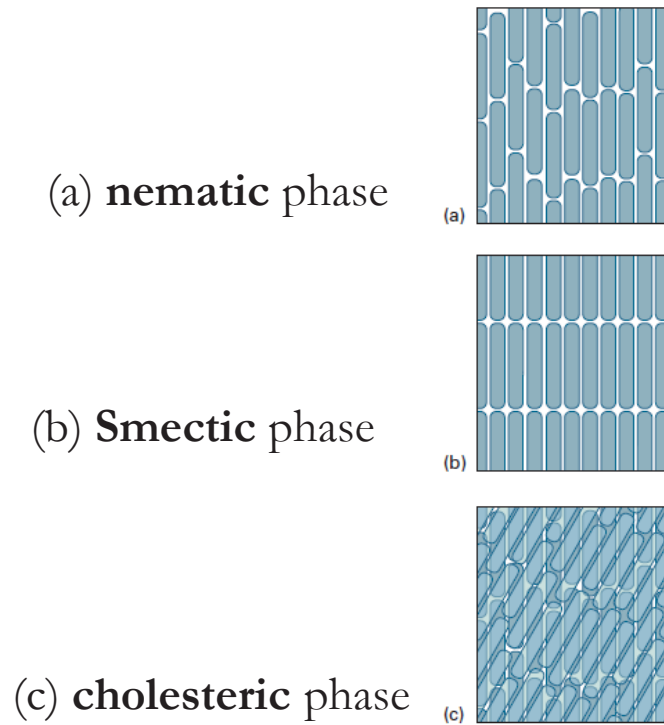 (a) nematic phase
(a)
(b) Smectic phase
(b)
(c) cholesteric phase
(c)